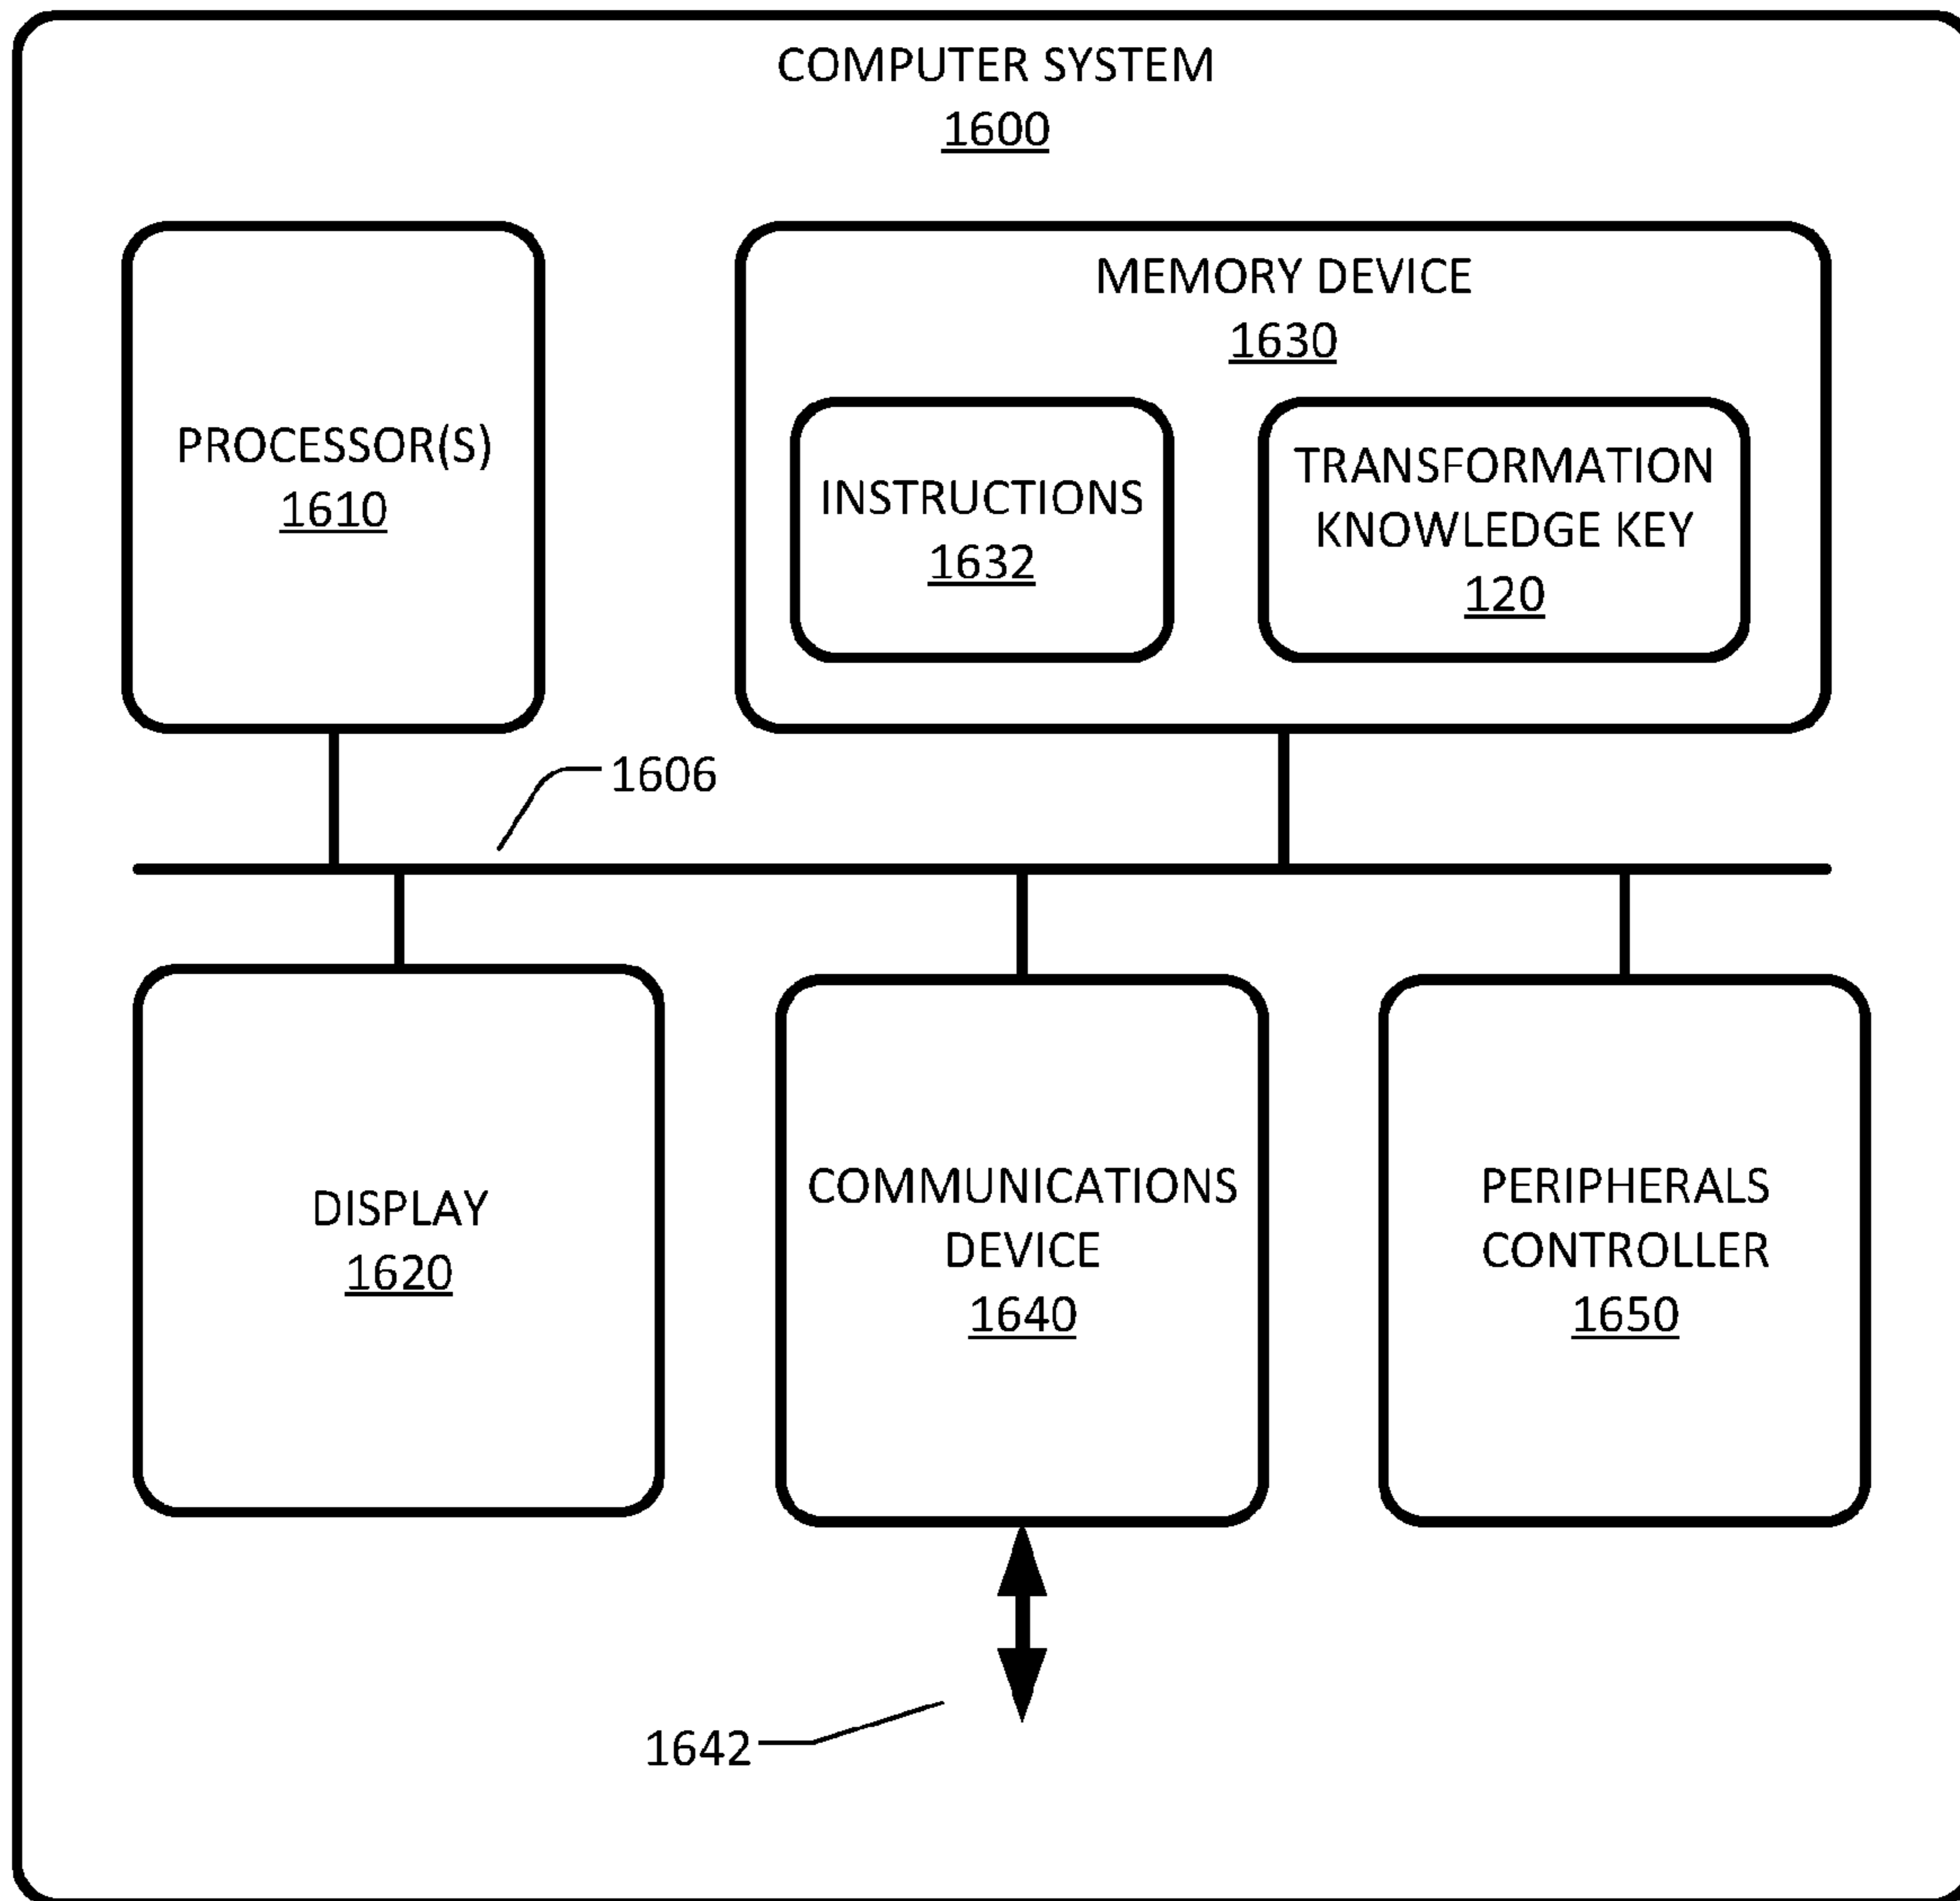 COMPUTER SYSTEM
1600
PROCESSOR(S)
1610
MEMORY DEVICE
1630
INSTRUCTIONS
1632
TRANSFORMATION
KNOWLEDGE KEY
120
1606
DISPLAY
1620
COMMUNICATIONS
DEVICE
1640
PERIPHERALS
CONTROLLER
1650
1642